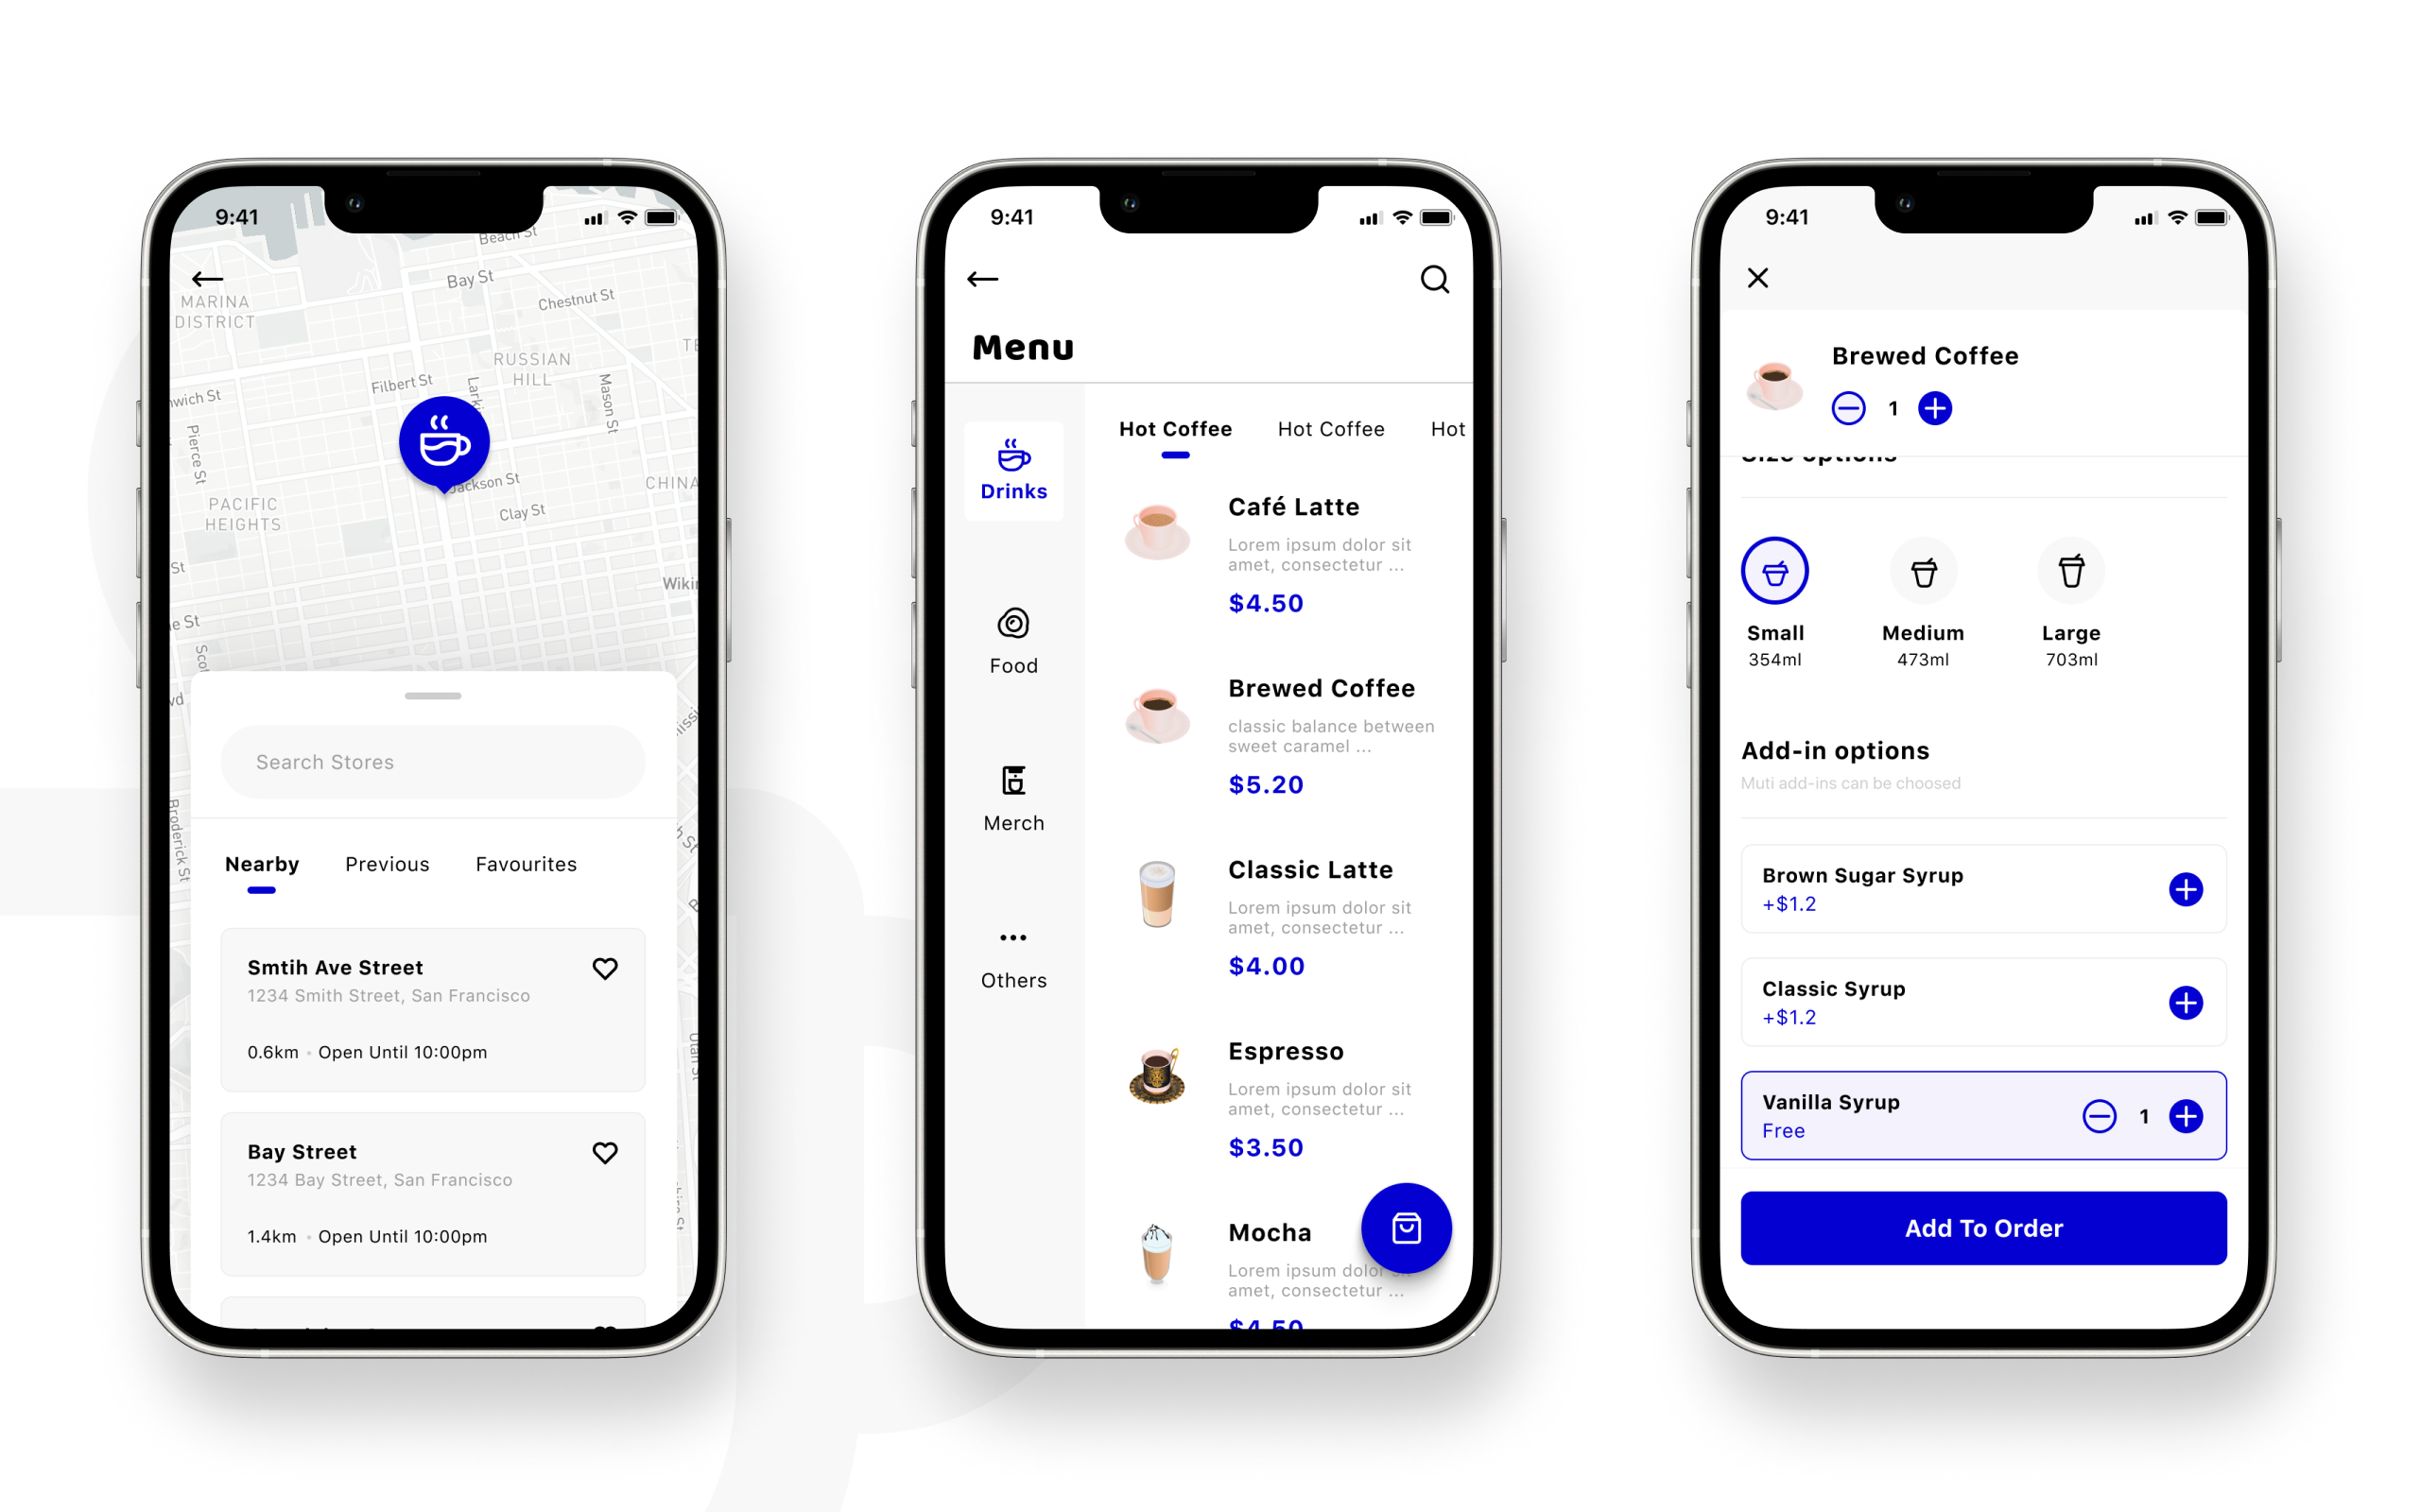 9:41
Beach St
Bay St
Chestnut St
MARINA
DISTRICT
RUSSIAN
HILL
Filbert St
Mason St
Pierce St
Jackson St
CHINA
PACIFIC
HEIGHTS
Clay St
St
St
Broderick St
St
Utah St
St
Search Stores
Nearby
Previous
Favourites
Smtih Ave Street
1234 Smith Street, San Francisco
0.6km • Open Until 10:00pm
Bay Street
1234 Bay Street, San Francisco
1.4km • Open Until 10:00pm
9:41
Menu
Drinks
Food
Merch
Others
Hot Coffee
Hot Coffee
Hot
Café Latte
Lorem ipsum dolor sit
amet, consectetur ...
$4.50
Brewed Coffee
classic balance between
sweet caramel ...
$5.20
Classic Latte
Lorem ipsum dolor sit
amet, consectetur ...
$4.00
Espresso
Lorem ipsum dolor sit
amet, consectetur ...
$3.50
Mocha
Lorem ipsum dolor sit
amet, consectetur ...
$4.50
9:41
Brewed Coffee
1
Size options
Small
354ml
Medium
473ml
Large
703ml
Add-in options
Muti add-ins can be choosed
Brown Sugar Syrup
+$1.2
Classic Syrup
+$1.2
Vanilla Syrup
Free
1
Add To Order